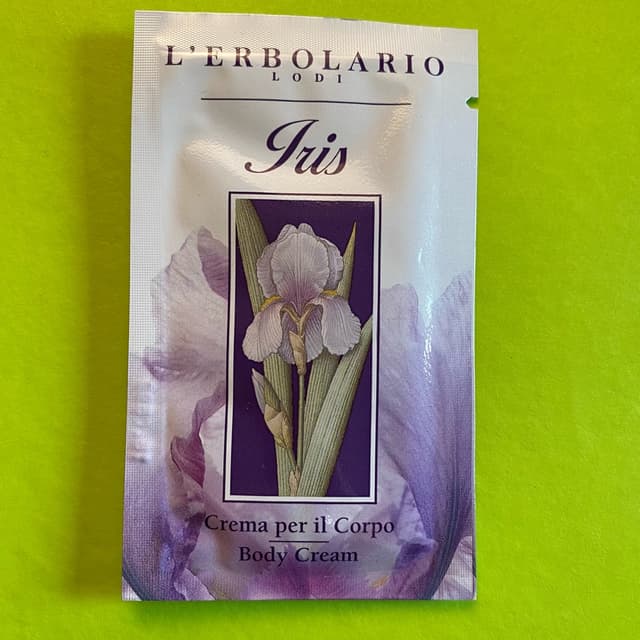 L'ERBOLARIO
LODI
Iris
Crema per il Corpo
Body Cream